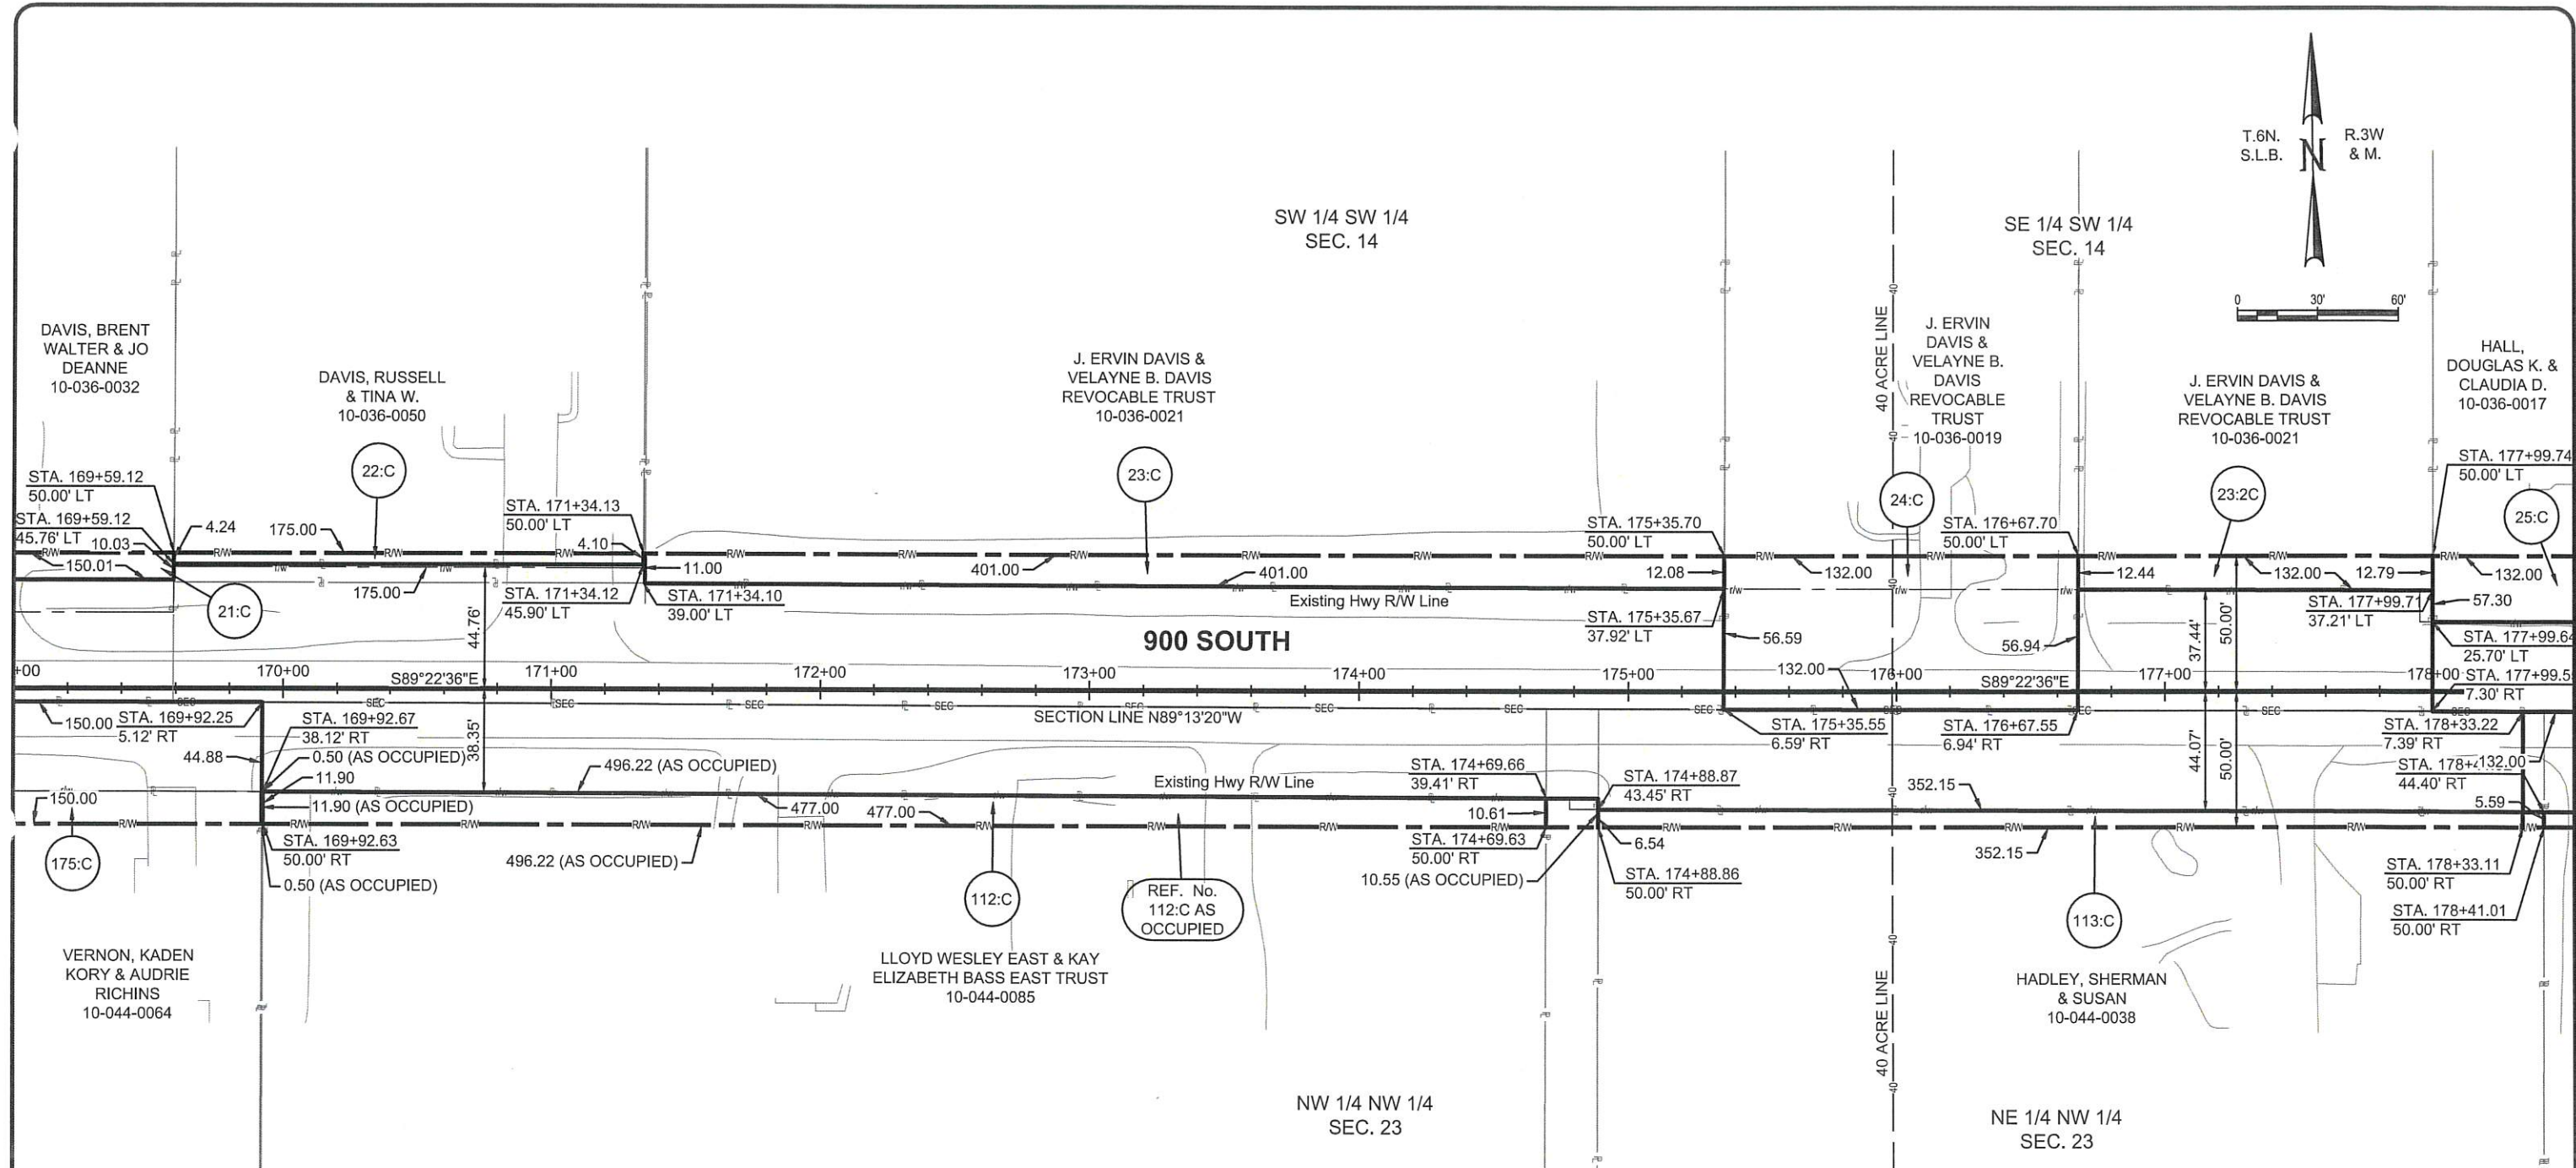 T.6N.
S.L.B.
N
R.3W
& M.
0 30' 60'
SW 1/4 SW 1/4
SEC. 14
SE 1/4 SW 1/4
SEC. 14
DAVIS, BRENT
WALTER & JO
DEANNE
10-036-0032
DAVIS, RUSSELL
& TINA W.
10-036-0050
J. ERVIN DAVIS &
VELAYNE B. DAVIS
REVOCABLE TRUST
10-036-0021
40 ACRE LINE
J. ERVIN
DAVIS &
VELAYNE B.
DAVIS
REVOCABLE
TRUST
10-036-0019
J. ERVIN DAVIS &
VELAYNE B. DAVIS
REVOCABLE TRUST
10-036-0021
HALL,
DOUGLAS K. &
CLAUDIA D.
10-036-0017
22:C
23:C
24:C
23:2C
25:C
21:C
STA. 169+59.12
50.00' LT
STA. 169+59.12
45.76' LT
10.03
4.24
150.01
175.00
175.00
STA. 171+34.13
50.00' LT
4.10
STA. 171+34.12
45.90' LT
11.00
STA. 171+34.10
39.00' LT
401.00
401.00
Existing Hwy R/W Line
STA. 175+35.70
50.00' LT
12.08
STA. 175+35.67
37.92' LT
56.59
132.00
STA. 176+67.70
50.00' LT
12.44
56.94
132.00
12.79
STA. 177+99.71
37.21' LT
STA. 177+99.74
50.00' LT
132.00
57.30
STA. 177+99.64
25.70' LT
STA. 177+99.5
7.30' RT
44.76'
38.35'
37.44'
50.00'
44.07'
50.00'
900 SOUTH
+00
170+00
171+00
172+00
173+00
174+00
175+00
176+00
177+00
178+00
S89°22'36"E
S89°22'36"E
SECTION LINE N89°13'20"W
132.00
STA. 175+35.55
6.59' RT
STA. 176+67.55
6.94' RT
150.00
STA. 169+92.25
5.12' RT
44.88
STA. 169+92.67
38.12' RT
0.50 (AS OCCUPIED)
11.90
11.90 (AS OCCUPIED)
150.00
STA. 169+92.63
50.00' RT
0.50 (AS OCCUPIED)
496.22 (AS OCCUPIED)
477.00
477.00
496.22 (AS OCCUPIED)
Existing Hwy R/W Line
STA. 174+69.66
39.41' RT
10.61
STA. 174+69.63
50.00' RT
10.55 (AS OCCUPIED)
STA. 174+88.87
43.45' RT
6.54
STA. 174+88.86
50.00' RT
352.15
352.15
STA. 178+33.22
7.39' RT
132.00
44.40' RT
5.59
STA. 178+33.11
50.00' RT
STA. 178+41.01
50.00' RT
175:C
112:C
REF. No.
112:C AS
OCCUPIED
113:C
VERNON, KADEN
KORY & AUDRIE
RICHINS
10-044-0064
LLOYD WESLEY EAST & KAY
ELIZABETH BASS EAST TRUST
10-044-0085
HADLEY, SHERMAN
& SUSAN
10-044-0038
40 ACRE LINE
NW 1/4 NW 1/4
SEC. 23
NE 1/4 NW 1/4
SEC. 23